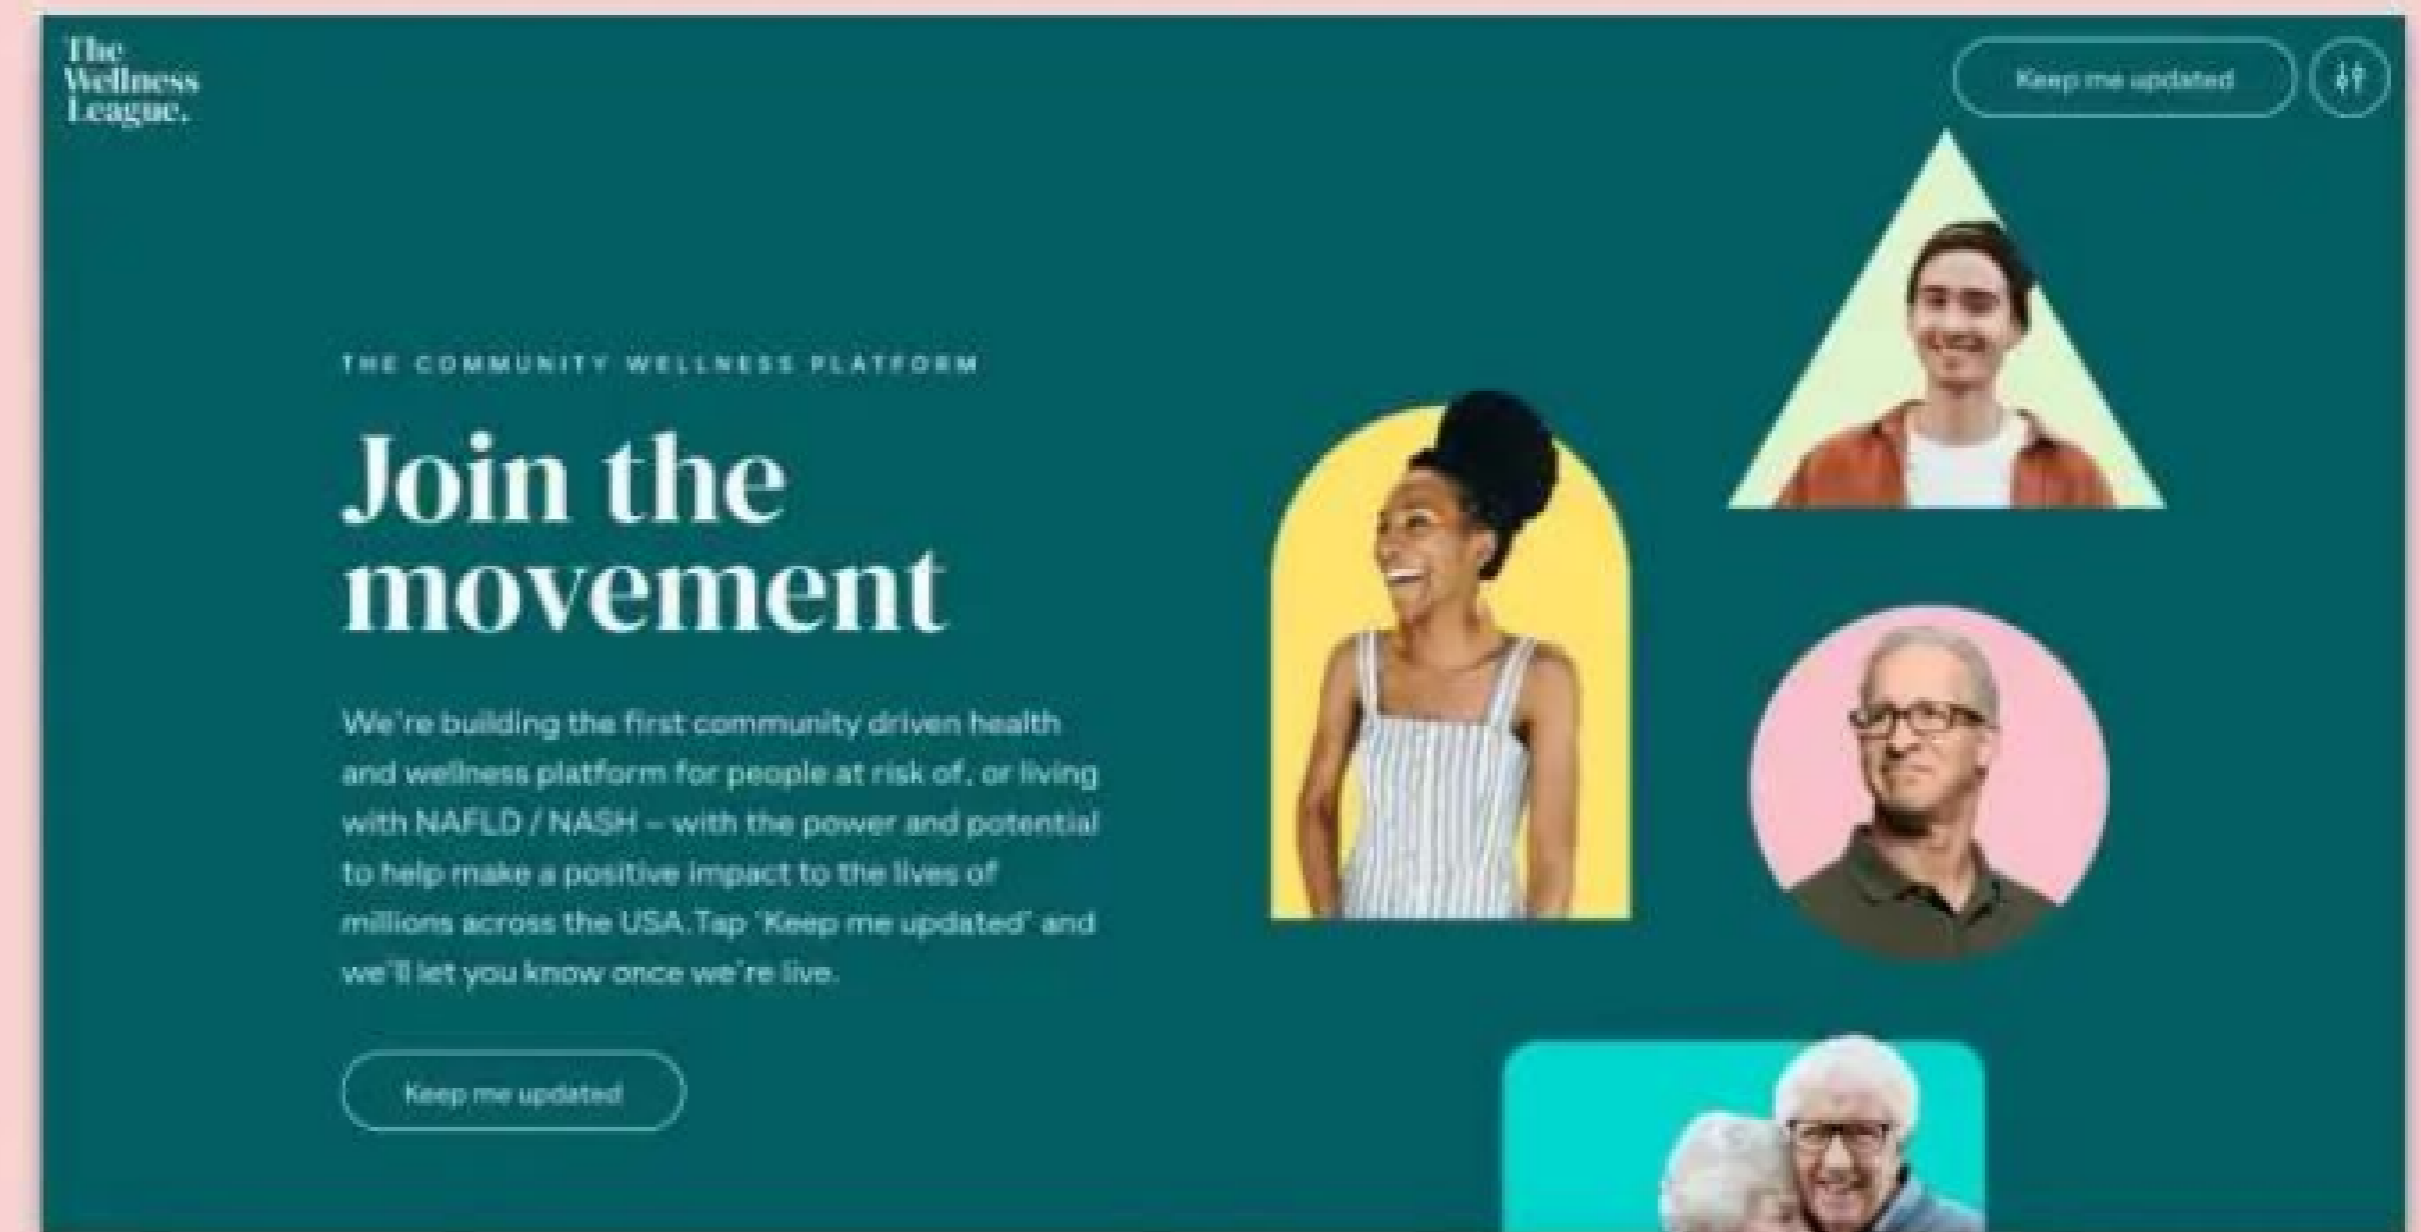 The
Wellness
League.
Keep me updated
THE COMMUNITY WELLNESS PLATFORM
Join the
movement
We're building the first community driven health
and wellness platform for people at risk of, or living
with NAFLD / NASH – with the power and potential
to help make a positive impact to the lives of
millions across the USA.Tap 'Keep me updated' and
we'll let you know once we're live.
Keep me updated